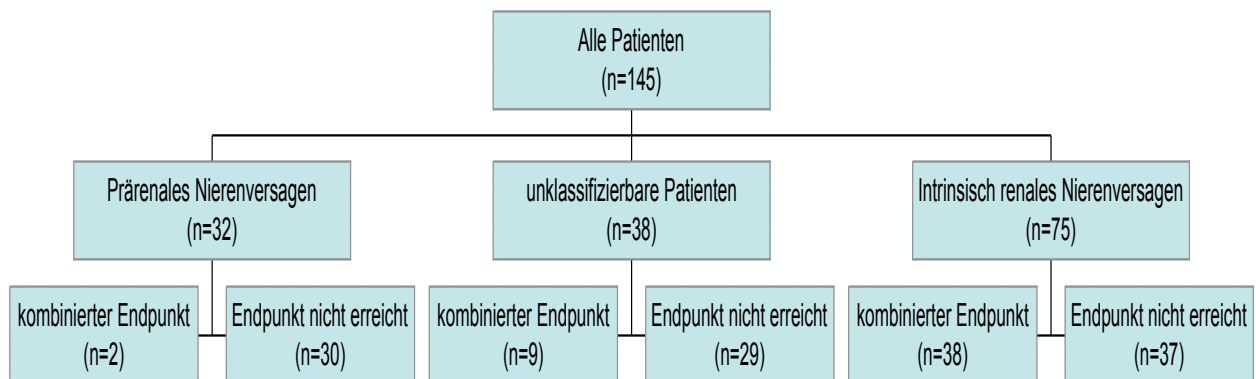 Alle Patienten
(n=145)
Prärenales Nierenversagen
(n=32)
unklassifizierbare Patienten
(n=38)
Intrinsisch renales Nierenversagen
(n=75)
kombinierter Endpunkt
(n=2)
Endpunkt nicht erreicht
(n=30)
kombinierter Endpunkt
(n=9)
Endpunkt nicht erreicht
(n=29)
kombinierter Endpunkt
(n=38)
Endpunkt nicht erreicht
(n=37)